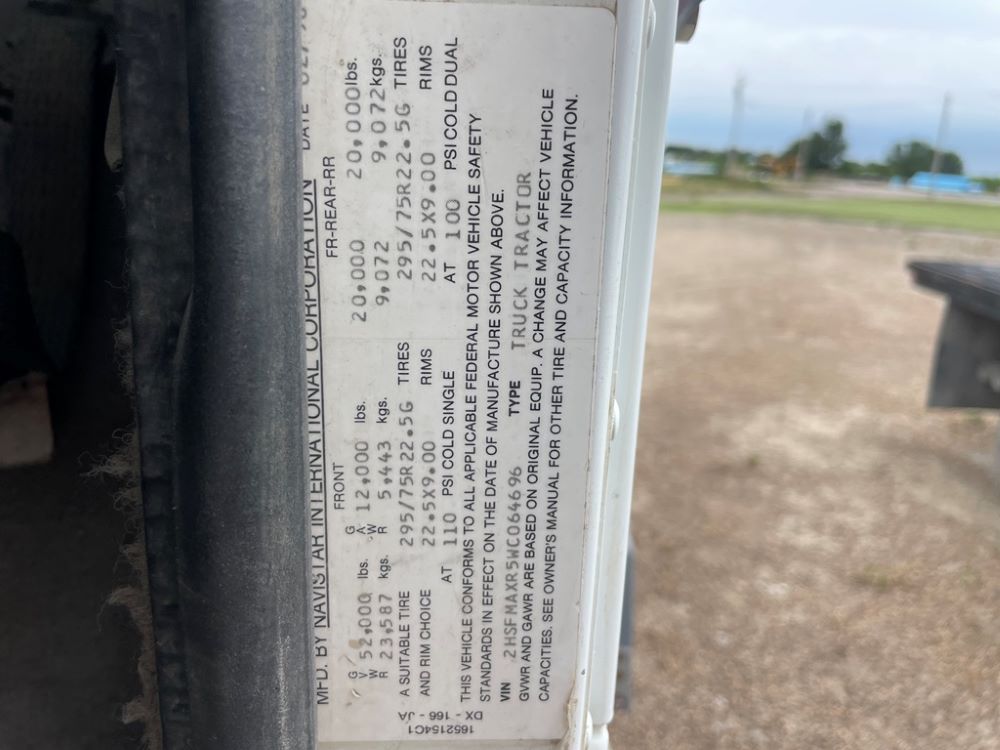 MFD. BY NAVISTAR INTERNATIONAL CORPORATION DATE
FRONT FR-REAR-RR
GVWR 52,000 lbs. GAWR 12,000 lbs. 20,000 20,000 lbs.
23,587 kgs. 5,443 kgs. 9,072 9,072 kgs.
A SUITABLE TIRE 295/75R22.5G TIRES 295/75R22.5G TIRES
AND RIM CHOICE 22.5X9.00 RIMS 22.5X9.00 RIMS
AT 110 PSI COLD SINGLE AT 100 PSI COLD DUAL
THIS VEHICLE CONFORMS TO ALL APPLICABLE FEDERAL MOTOR VEHICLE SAFETY
STANDARDS IN EFFECT ON THE DATE OF MANUFACTURE SHOWN ABOVE.
VIN 2HSFMAXR5WC064696 TYPE TRUCK TRACTOR
GVWR AND GAWR ARE BASED ON ORIGINAL EQUIP. A CHANGE MAY AFFECT VEHICLE
CAPACITIES. SEE OWNER'S MANUAL FOR OTHER TIRE AND CAPACITY INFORMATION.
1652154C1
DX - 166 - JA